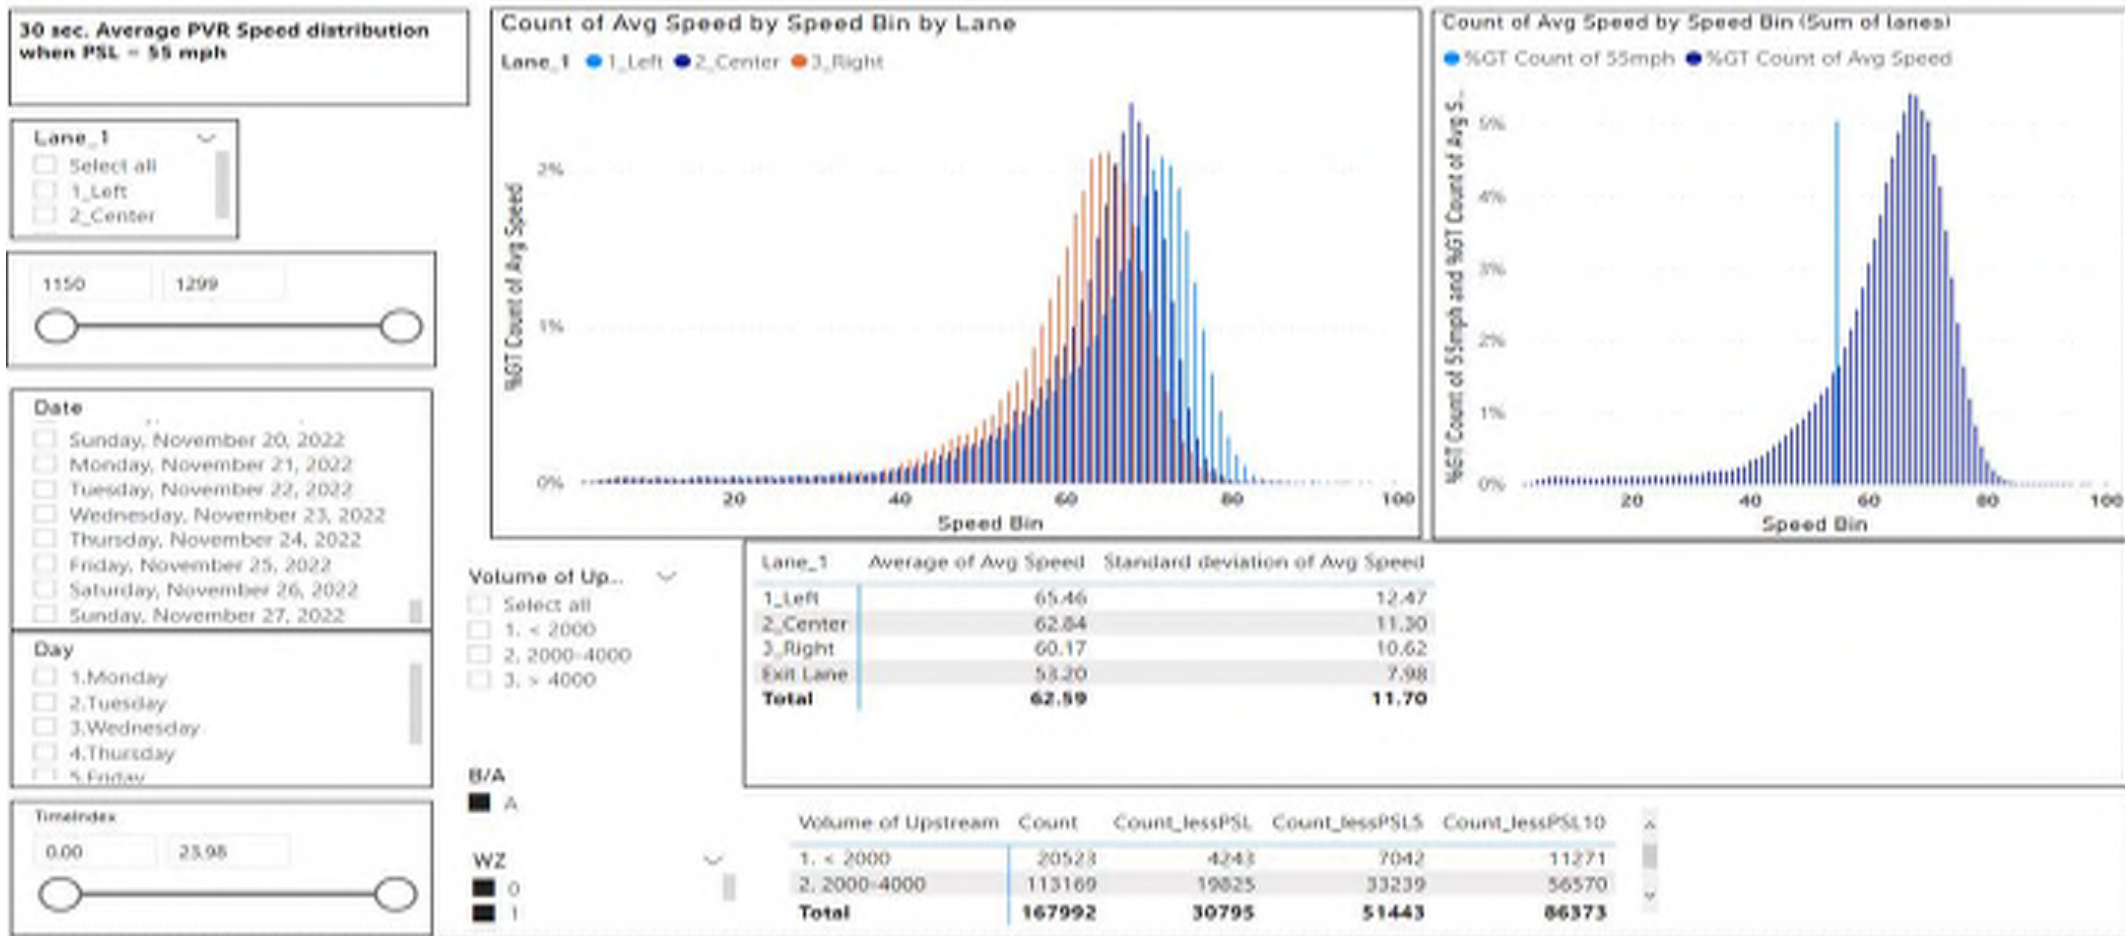 30 sec. Average PVR Speed distribution
when PSL = 55 mph
Lane_1
Select all
1_Left
2_Center
1150 1299
Date
Sunday, November 20, 2022
Monday, November 21, 2022
Tuesday, November 22, 2022
Wednesday, November 23, 2022
Thursday, November 24, 2022
Friday, November 25, 2022
Saturday, November 26, 2022
Sunday, November 27, 2022
Day
1.Monday
2.Tuesday
3.Wednesday
4.Thursday
5.Friday
TimeIndex
0.00 23.98
Count of Avg Speed by Speed Bin by Lane
Lane_1 1_Left 2_Center 3_Right
%GT Count of Avg Speed
2%
1%
0%
20 40 60 80 100
Speed Bin
Count of Avg Speed by Speed Bin (Sum of lanes)
%GT Count of 55mph %GT Count of Avg Speed
%GT Count of 55mph and %GT Count of Avg S...
5%
4%
3%
2%
1%
0%
20 40 60 80 100
Speed Bin
Volume of Up...
Select all
1. < 2000
2. 2000-4000
3. > 4000
B/A
A
WZ
0
1
Lane_1 Average of Avg Speed Standard deviation of Avg Speed
1_Left 65.46 12.47
2_Center 62.84 11.30
3_Right 60.17 10.62
Exit Lane 53.20 7.98
Total 62.59 11.70
Volume of Upstream Count Count_lessPSL Count_lessPSL5 Count_lessPSL10
1. < 2000 20523 4243 7042 11271
2. 2000-4000 113169 19825 33239 56570
Total 167992 30795 51443 86373